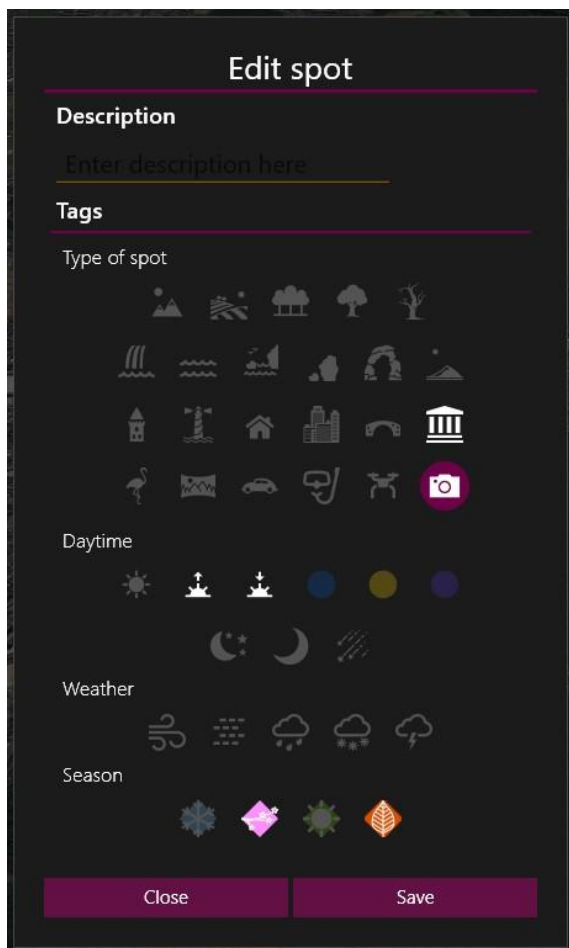 Edit spot
Description
Enter description here
Tags
Type of spot
Daytime
Weather
Season
Close
Save